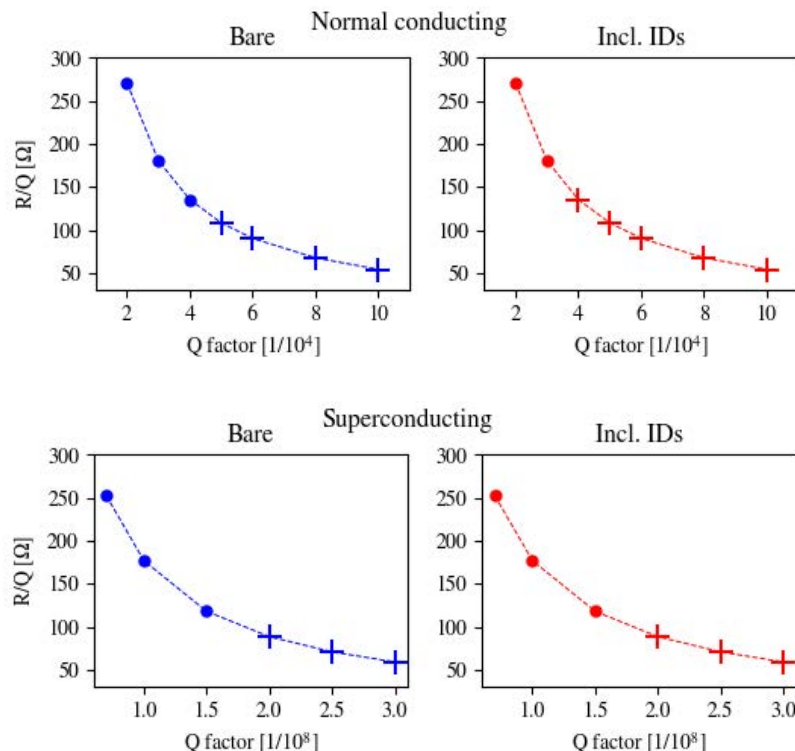 Normal conducting
Bare
Incl. IDs
300
250
200
150
100
50
R/Q [Ω]
2 4 6 8 10
Q factor [1/10⁴]
300
250
200
150
100
50
2 4 6 8 10
Q factor [1/10⁴]
Superconducting
Bare
Incl. IDs
300
250
200
150
100
50
R/Q [Ω]
1.0 1.5 2.0 2.5 3.0
Q factor [1/10⁸]
300
250
200
150
100
50
1.0 1.5 2.0 2.5 3.0
Q factor [1/10⁸]